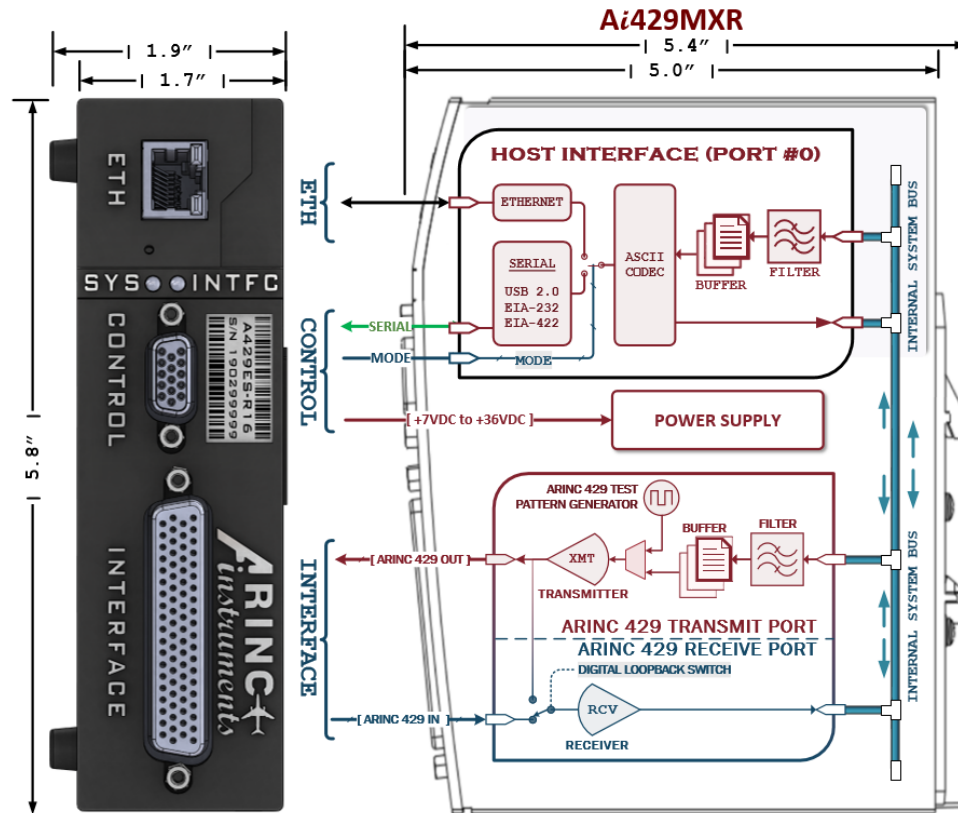 Ai429MXR
1.9"
1.7"
5.4"
5.0"
5.8"
ETH
SYS INTFC
CONTROL
A429ES-R16
S/N 190299999
INTERFACE
ARINC
instruments
ETH
CONTROL
SERIAL
MODE
[ +7VDC to +36VDC ]
INTERFACE
[ ARINC 429 OUT ]
[ ARINC 429 IN ]
HOST INTERFACE (PORT #0)
ETHERNET
SERIAL
USB 2.0
EIA-232
EIA-422
MODE
ASCII
CODEC
BUFFER
FILTER
INTERNAL SYSTEM BUS
POWER SUPPLY
ARINC 429 TEST
PATTERN GENERATOR
XMT
TRANSMITTER
BUFFER
FILTER
ARINC 429 TRANSMIT PORT
ARINC 429 RECEIVE PORT
DIGITAL LOOPBACK SWITCH
RCV
RECEIVER
INTERNAL SYSTEM BUS